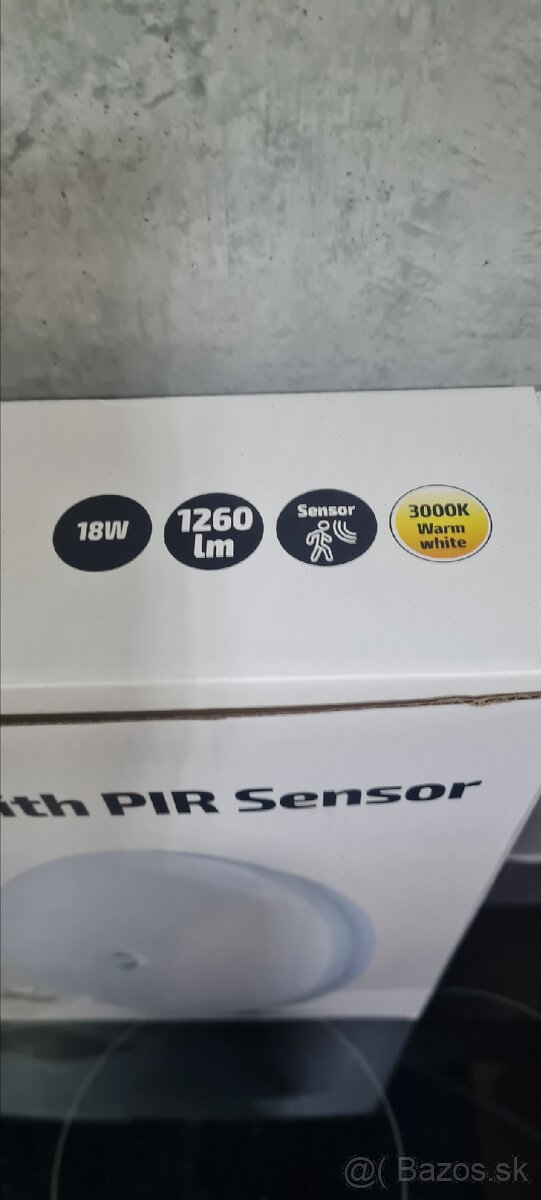 18W
1260
lm
Sensor
3000K
Warm
white
ith PIR Sensor
@( Bazos.sk